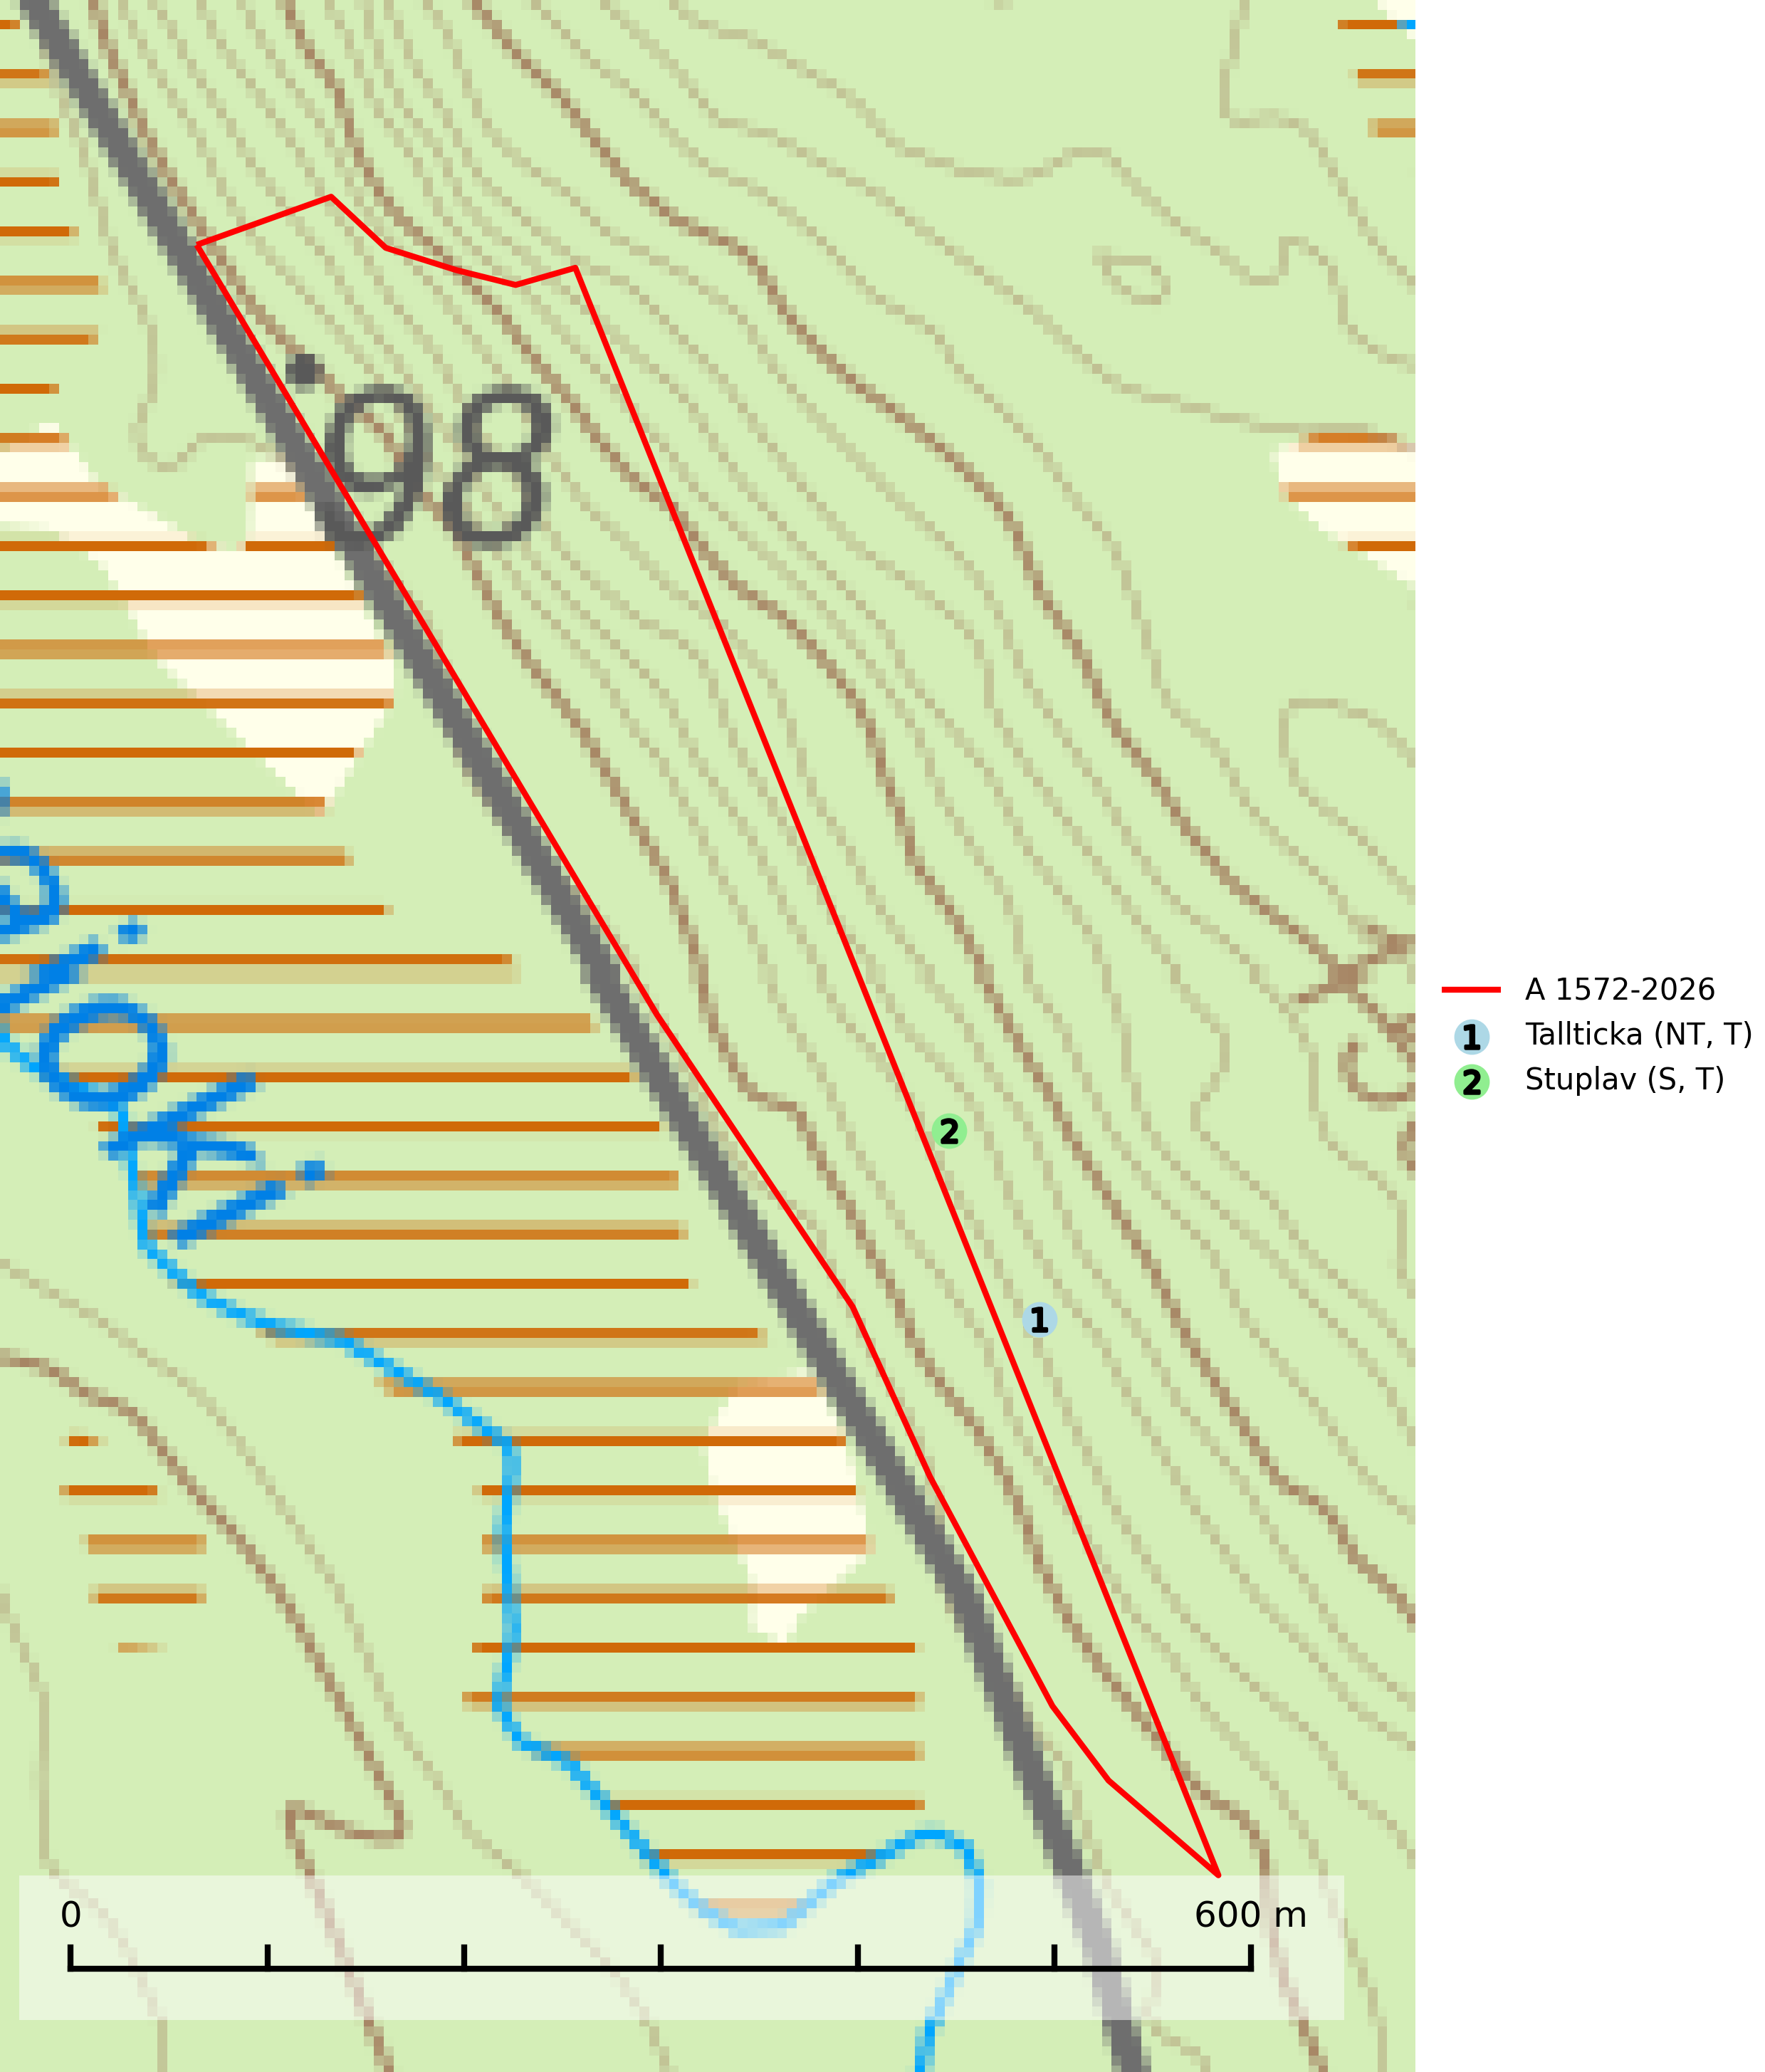 .98
A 1572-2026
1 Tallticka (NT, T)
2 Stuplav (S, T)
2
1
0
600 m